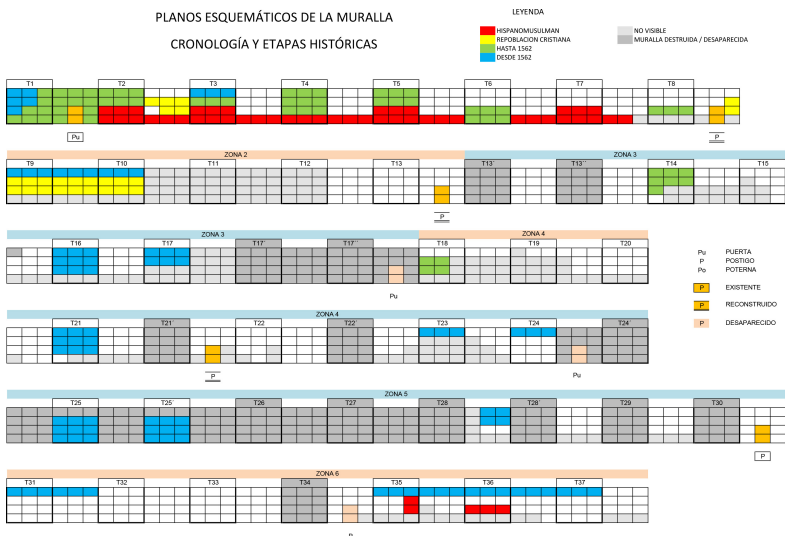 PLANOS ESQUEMÁTICOS DE LA MURALLA
CRONOLOGÍA Y ETAPAS HISTÓRICAS
LEYENDA
HISPANOMUSULMAN
REPOBLACION CRISTIANA
HASTA 1562
DESDE 1562
NO VISIBLE
MURALLA DESTRUIDA / DESAPARECIDA
T1 T2 T3 T4 T5 T6 T7 T8
Pu P
ZONA 2 ZONA 3
T9 T10 T11 T12 T13 T13´ T13´´ T14 T15
P
ZONA 3 ZONA 4
T16 T17 T17´ T17´´ T18 T19 T20
Pu
Pu PUERTA
P POSTIGO
Po POTERNA
P EXISTENTE
P RECONSTRUIDO
P DESAPARECIDO
ZONA 4
T21 T21´ T22 T22´ T23 T24 T24´
P Pu
ZONA 5
T25 T25´ T26 T27 T28 T28´ T29 T30
P
ZONA 6
T31 T32 T33 T34 T35 T36 T37